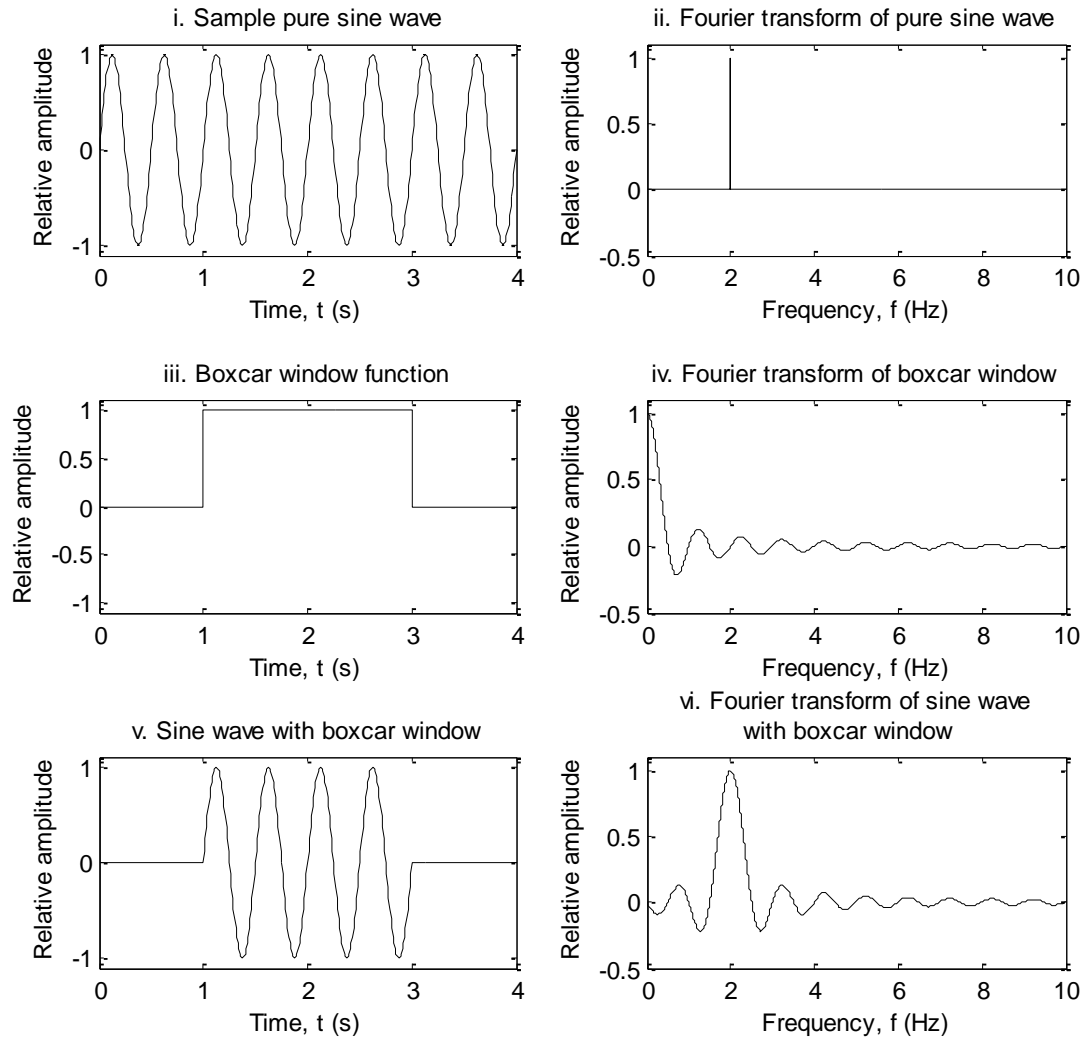 i. Sample pure sine wave
Relative amplitude
1
0
-1
0 1 2 3 4
Time, t (s)
ii. Fourier transform of pure sine wave
Relative amplitude
1
0.5
0
-0.5
0 2 4 6 8 10
Frequency, f (Hz)
iii. Boxcar window function
Relative amplitude
1
0.5
0
-0.5
-1
0 1 2 3 4
Time, t (s)
iv. Fourier transform of boxcar window
Relative amplitude
1
0.5
0
-0.5
0 2 4 6 8 10
Frequency, f (Hz)
v. Sine wave with boxcar window
Relative amplitude
1
0
-1
0 1 2 3 4
Time, t (s)
vi. Fourier transform of sine wave
with boxcar window
Relative amplitude
1
0.5
0
-0.5
0 2 4 6 8 10
Frequency, f (Hz)